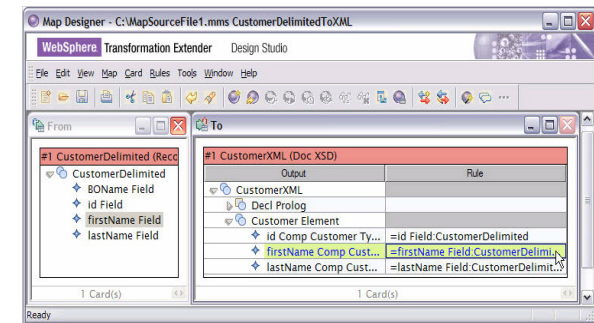 Map Designer - C:\MapSourceFile1.mms CustomerDelimitedToXML
WebSphere Transformation Extender Design Studio
File Edit View Map Card Rules Tools Window Help
From
To
#1 CustomerDelimited (Reco
CustomerDelimited
BOName Field
id Field
firstName Field
lastName Field
1 Card(s)
#1 CustomerXML (Doc XSD)
Output Rule
CustomerXML
Decl Prolog
Customer Element
id Comp Customer Ty... =id Field:CustomerDelimited
firstName Comp Cust... =firstName Field:CustomerDelimi...
lastName Comp Cust... =lastName Field:CustomerDelimit...
1 Card(s)
Ready